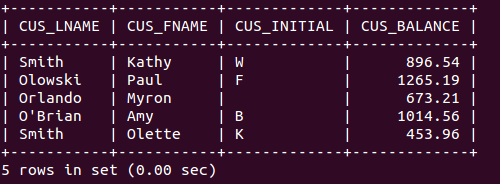 +-----------+-----------+-------------+-------------+
| CUS_LNAME | CUS_FNAME | CUS_INITIAL | CUS_BALANCE |
+-----------+-----------+-------------+-------------+
| Smith     | Kathy     | W           |      896.54 |
| Olowski   | Paul      | F           |     1265.19 |
| Orlando   | Myron     |             |      673.21 |
| O'Brian   | Amy       | B           |     1014.56 |
| Smith     | Olette    | K           |      453.96 |
+-----------+-----------+-------------+-------------+
5 rows in set (0.00 sec)